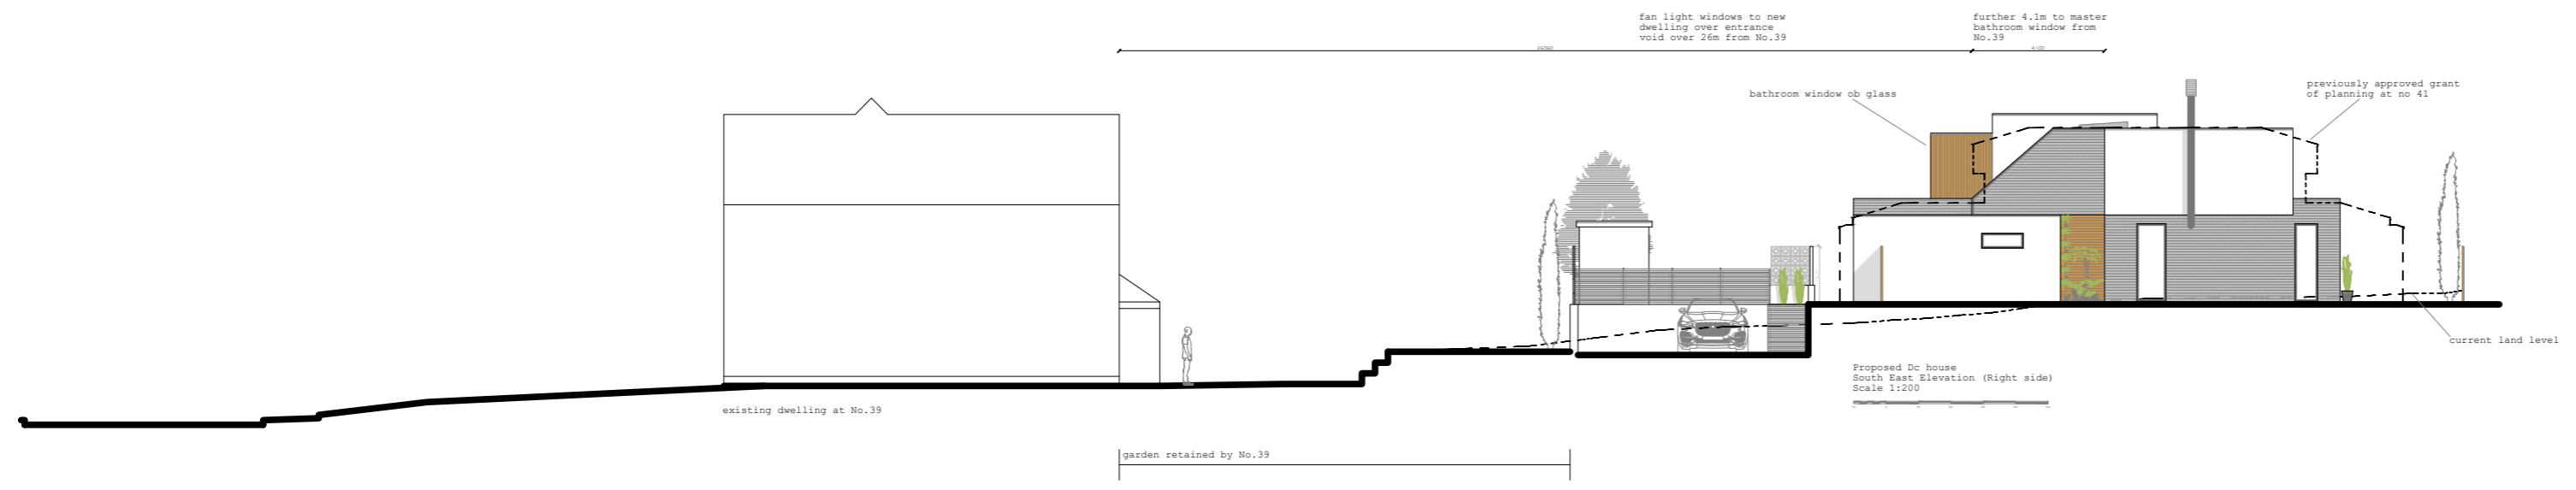 fan light windows to new
dwelling over entrance
void over 26m from No.39
further 4.1m to master
bathroom window from
No.39
4100
bathroom window ob glass
previously approved grant
of planning at no 41
current land level
Proposed Dc house
South East Elevation (Right side)
Scale 1:200
existing dwelling at No.39
garden retained by No.39